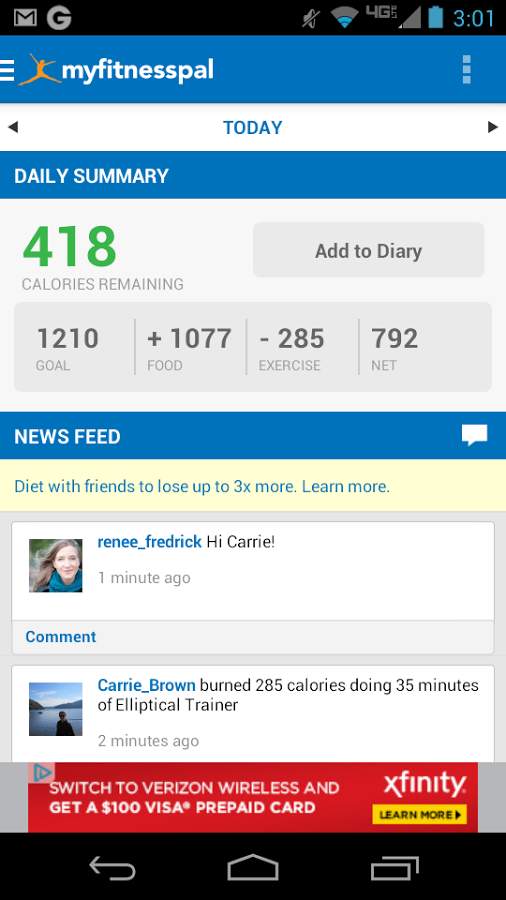 4G LTE 3:01
myfitnesspal
TODAY
DAILY SUMMARY
418
CALORIES REMAINING
Add to Diary
1210 + 1077 - 285 792
GOAL FOOD EXERCISE NET
NEWS FEED
Diet with friends to lose up to 3x more. Learn more.
renee_fredrick Hi Carrie!
1 minute ago
Comment
Carrie_Brown burned 285 calories doing 35 minutes
of Elliptical Trainer
2 minutes ago
SWITCH TO VERIZON WIRELESS AND
GET A $100 VISA® PREPAID CARD
xfinity
LEARN MORE